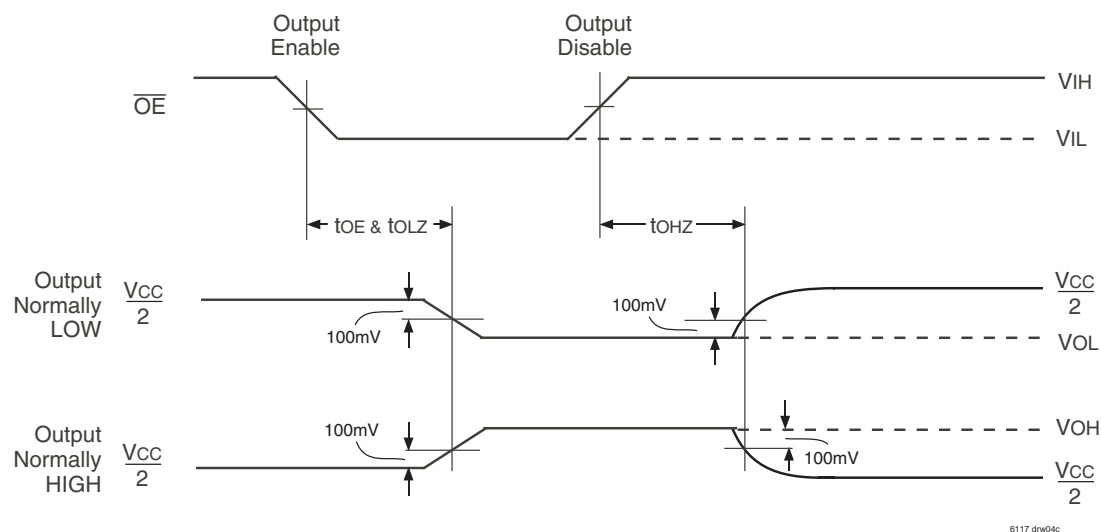 Output
Enable
Output
Disable
OE
VIH
VIL
tOE & tOLZ
tOHZ
Output
Normally
LOW
VCC
2
100mV
100mV
VCC
2
VOL
Output
Normally
HIGH
VCC
2
100mV
VOH
100mV
VCC
2
6117 drw04c